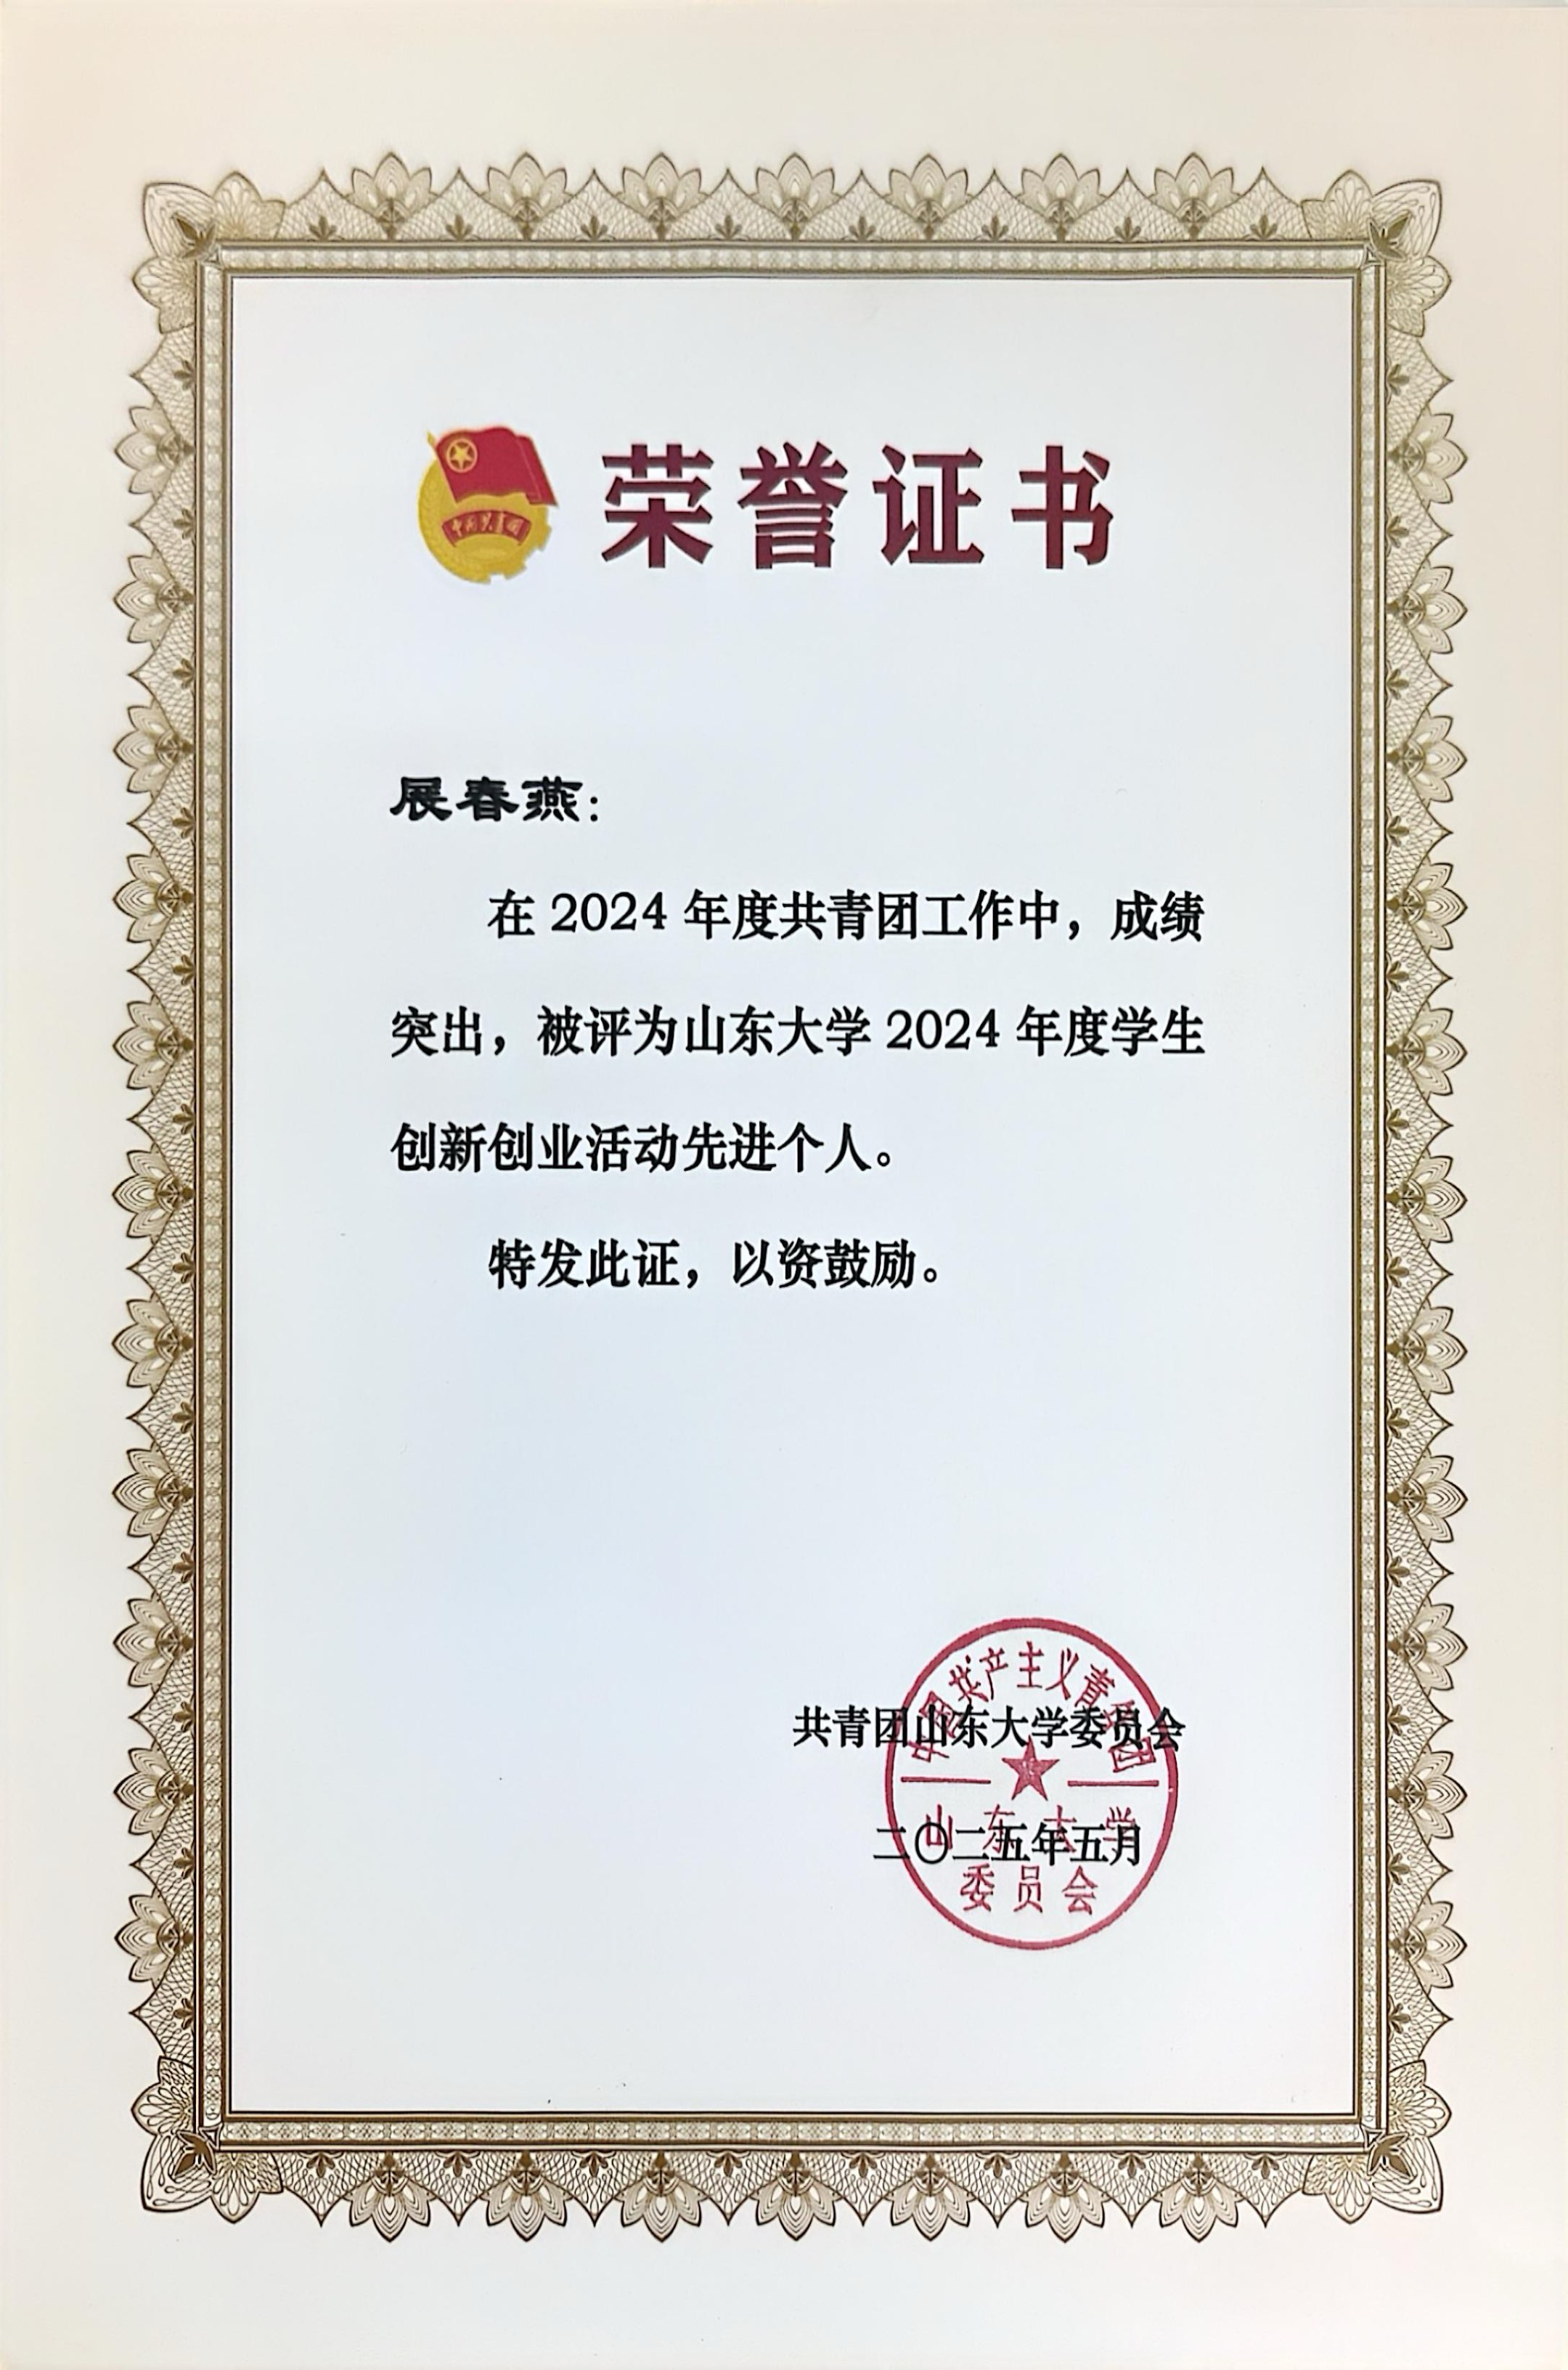 中国共青团
荣誉证书
展春燕:
在 2024 年度共青团工作中，成绩
突出，被评为山东大学 2024 年度学生
创新创业活动先进个人。
特发此证，以资鼓励。
中国共产主义青年团
共青团山东大学委员会
山东大学
二〇二五年五月
委员会